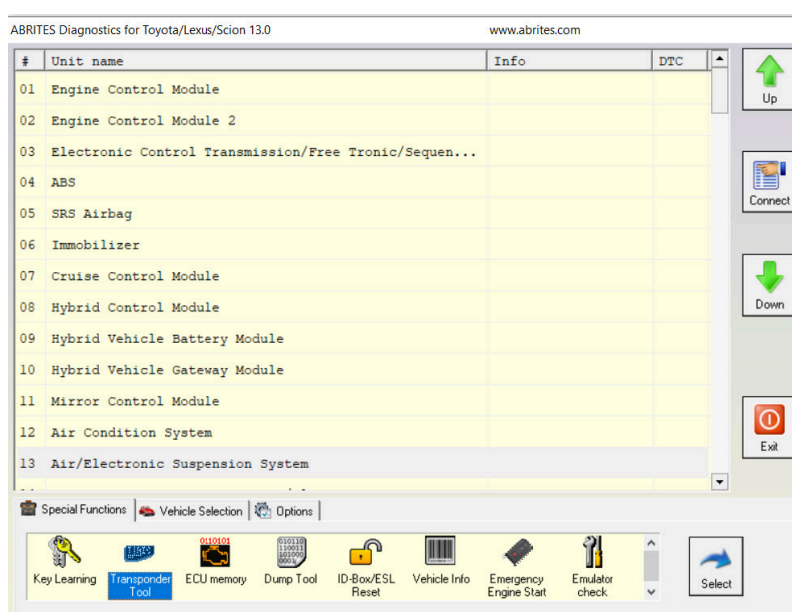 ABRITES Diagnostics for Toyota/Lexus/Scion 13.0 www.abrites.com
# Unit name Info DTC
01 Engine Control Module
02 Engine Control Module 2
03 Electronic Control Transmission/Free Tronic/Sequen...
04 ABS
05 SRS Airbag
06 Immobilizer
07 Cruise Control Module
08 Hybrid Control Module
09 Hybrid Vehicle Battery Module
10 Hybrid Vehicle Gateway Module
11 Mirror Control Module
12 Air Condition System
13 Air/Electronic Suspension System
Up
Connect
Down
Exit
Special Functions Vehicle Selection Options
0110101
010110
110011
101000
0001
Key Learning Transponder Tool ECU memory Dump Tool ID-Box/ESL Reset Vehicle Info Emergency Engine Start Emulator check
Select